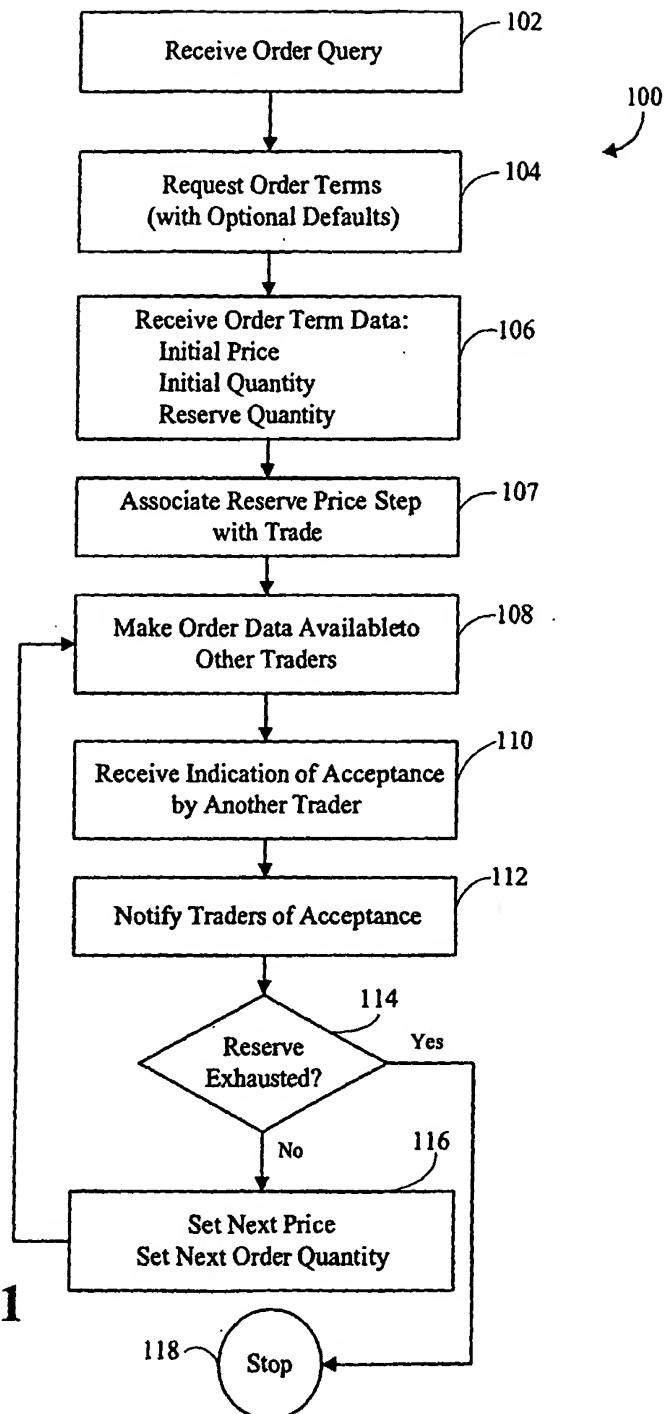 102
Receive Order Query
100
104
Request Order Terms
(with Optional Defaults)
Receive Order Term Data:
106
Initial Price
Initial Quantity
Reserve Quantity
107
Associate Reserve Price Step
with Trade
108
Make Order Data Availableto
Other Traders
110
Receive Indication of Acceptance
by Another Trader
112
Notify Traders of Acceptance
114
Reserve
Exhausted?
Yes
No
116
Set Next Price
Set Next Order Quantity
1
118
Stop